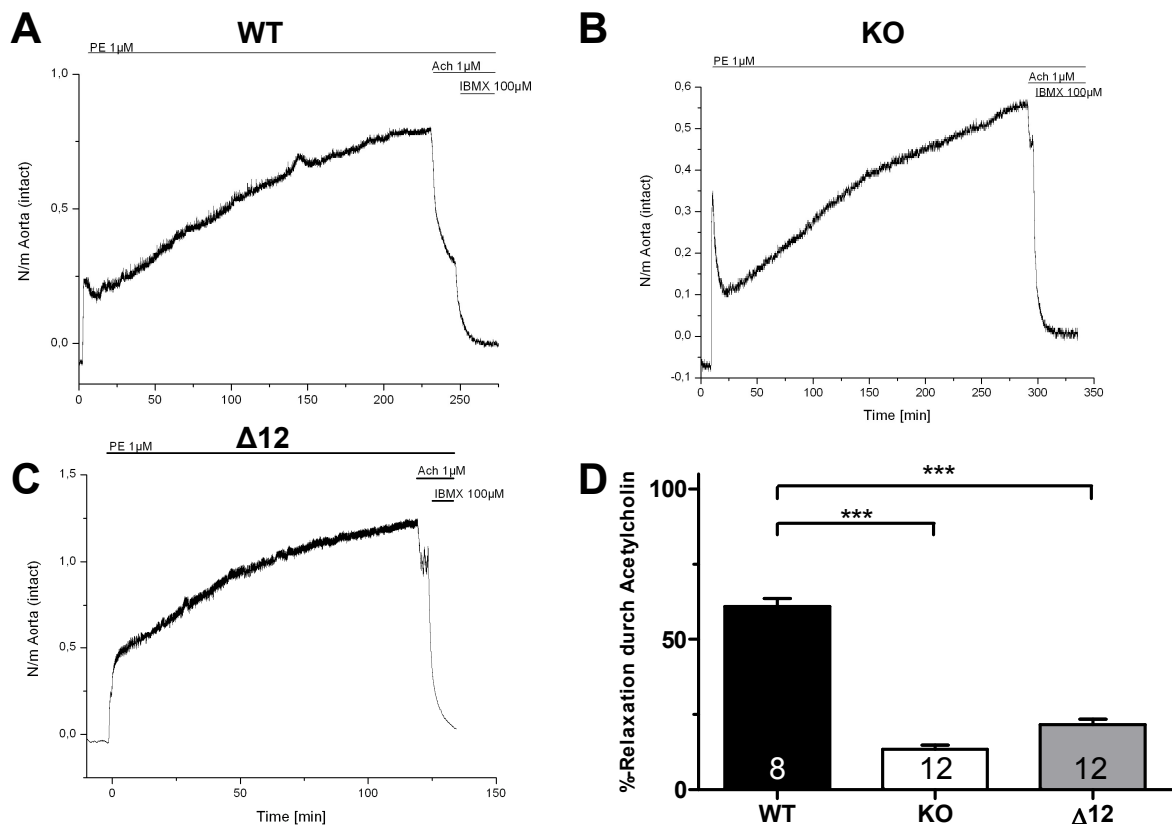 A
WT
PE 1µM
Ach 1µM
IBMX 100µM
1,0
0,5
0,0
N/m Aorta (intact)
0
50
100
150
200
250
Time [min]
B
KO
PE 1µM
Ach 1µM
IBMX 100µM
0,6
0,5
0,4
0,3
0,2
0,1
0,0
-0,1
N/m Aorta (intact)
0
50
100
150
200
250
300
350
Time [min]
C
Δ12
PE 1µM
Ach 1µM
IBMX 100µM
1,5
1,0
0,5
0,0
N/m Aorta (intact)
0
50
100
150
Time [min]
D
***
***
100
50
0
%-Relaxation durch Acetylcholin
8
12
12
WT
KO
Δ12